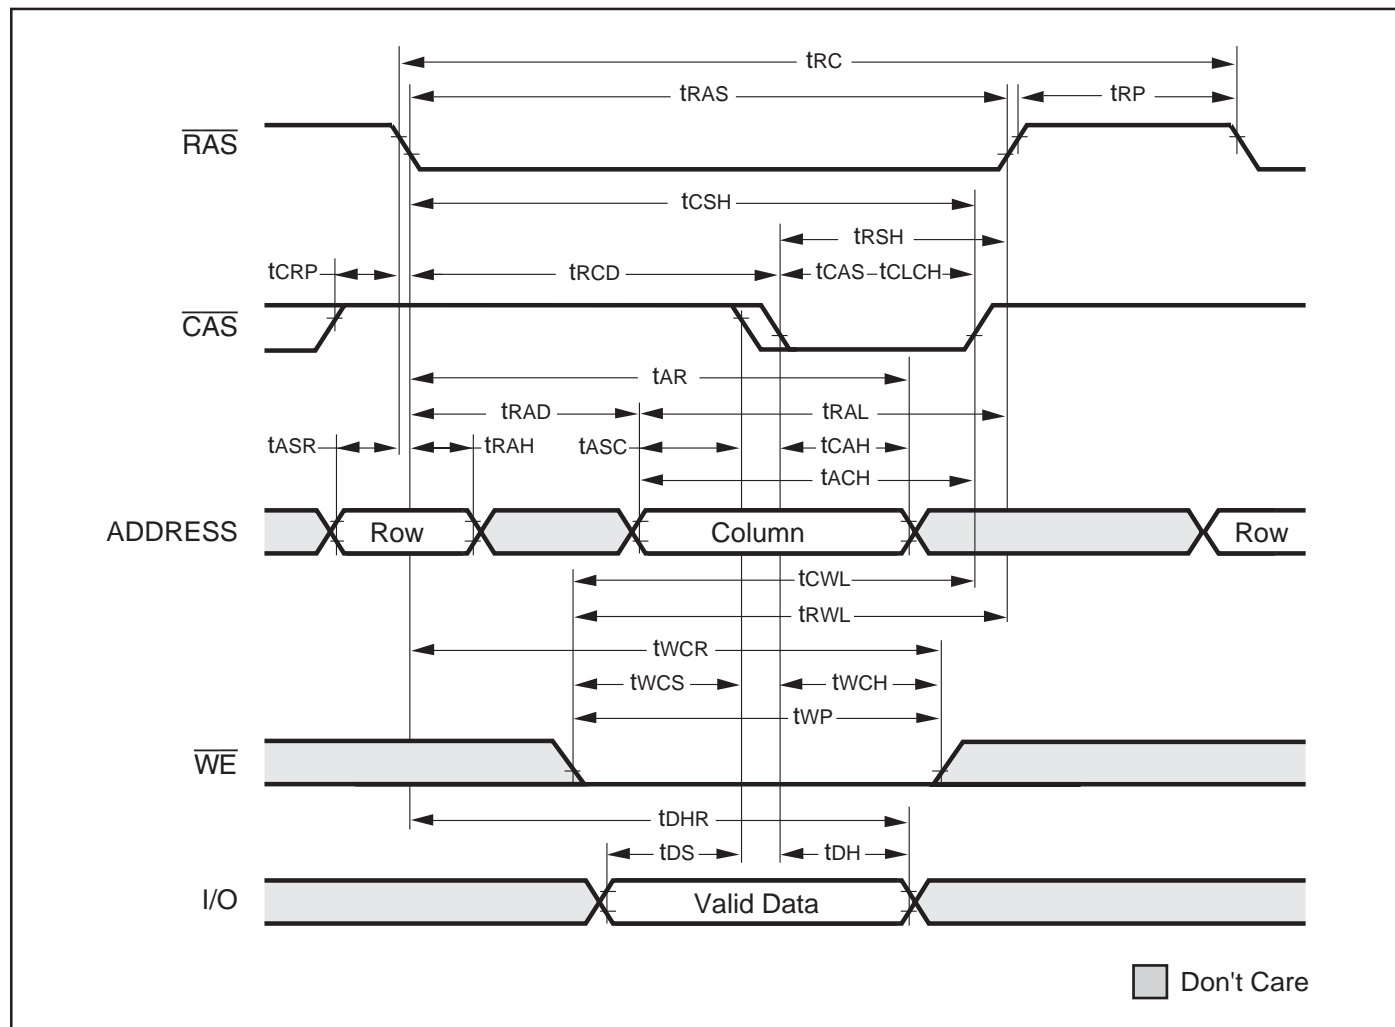 tRC
tRAS tRP
RAS
tCSH
tRSH
tCRP tRCD tCAS tCLCH
CAS
tAR
tRAD tRAL
tASR tRAH tASC tCAH
tACH
ADDRESS Row Column Row
tCWL
tRWL
tWCR
tWCS tWCH
tWP
WE
tDHR
tDS tDH
I/O Valid Data
Don't Care